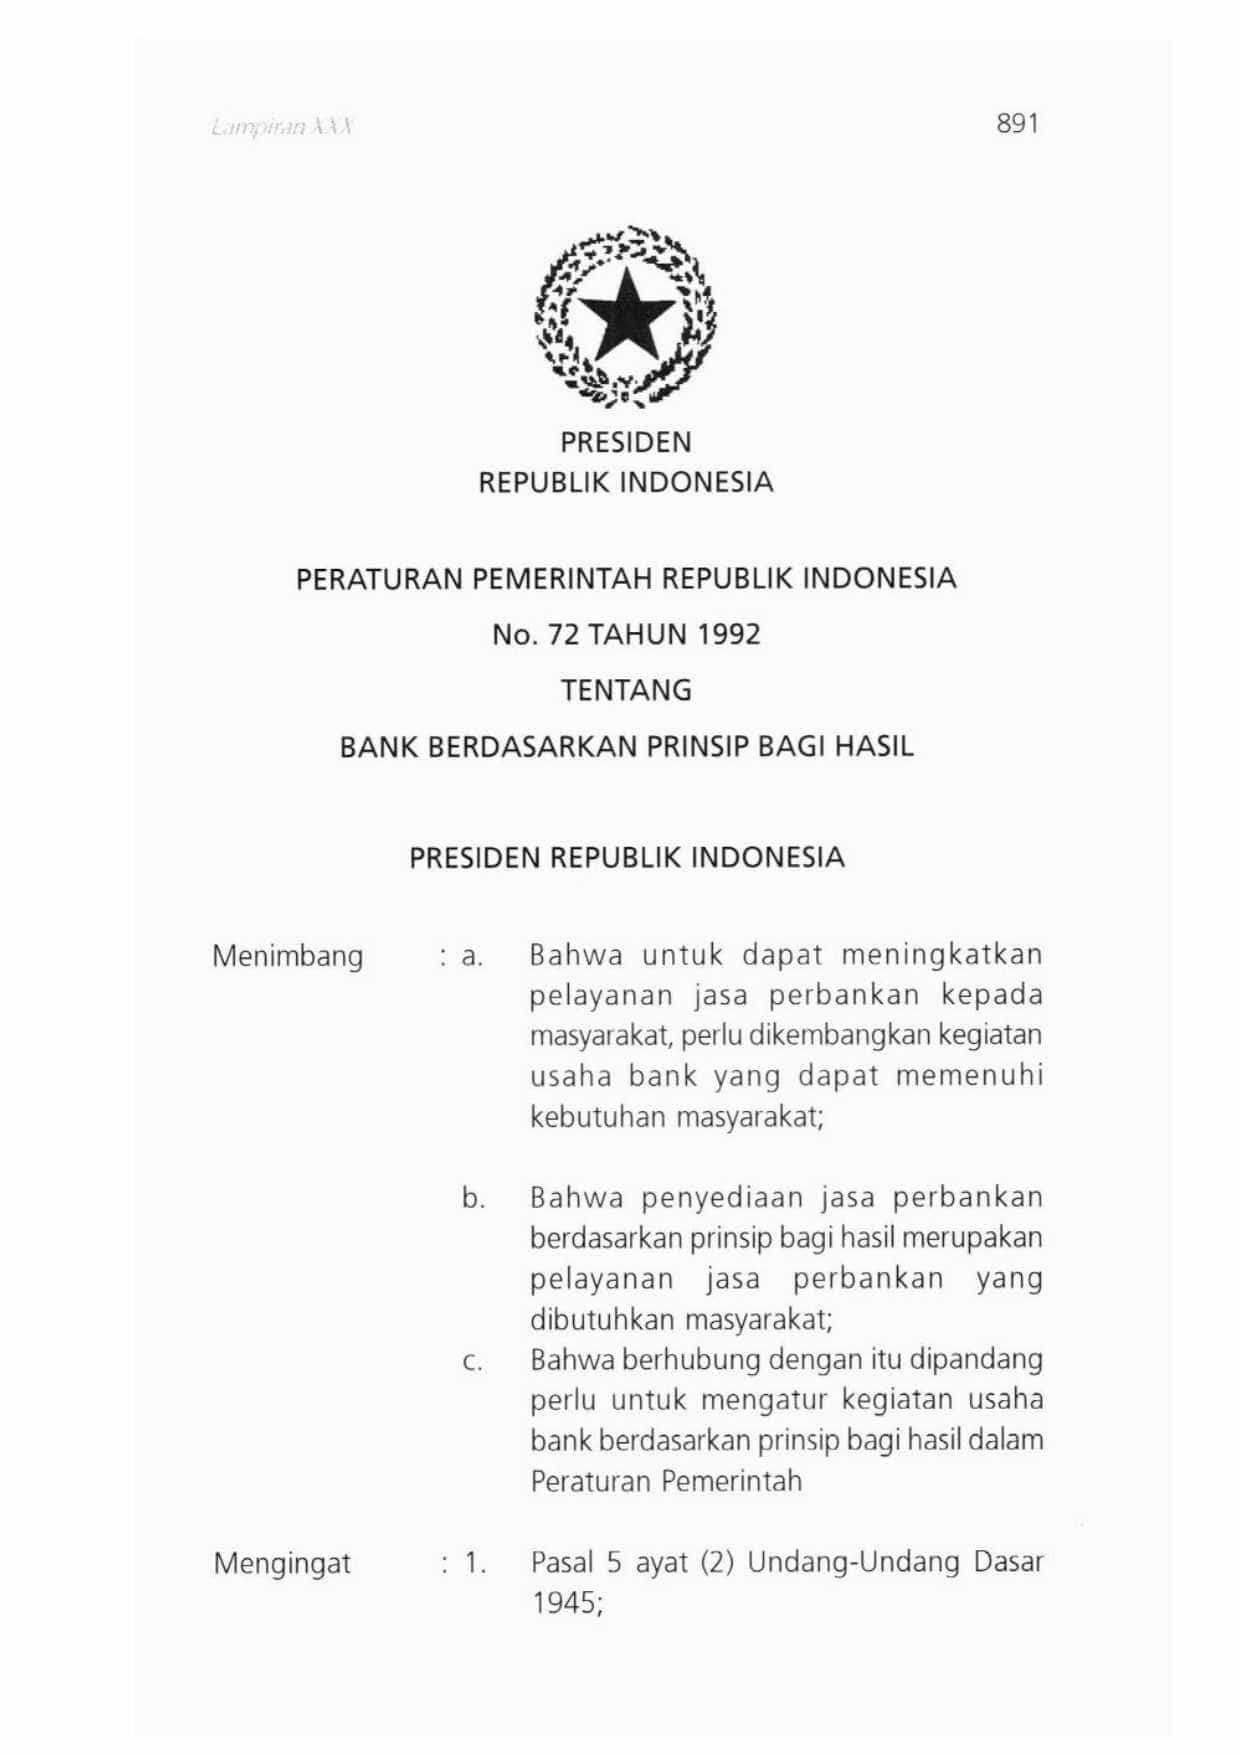 Lampiran XXX 891
PRESIDEN
REPUBLIK INDONESIA
PERATURAN PEMERINTAH REPUBLIK INDONESIA
No. 72 TAHUN 1992
TENTANG
BANK BERDASARKAN PRINSIP BAGI HASIL
PRESIDEN REPUBLIK INDONESIA
Menimbang : a. Bahwa untuk dapat meningkatkan
pelayanan jasa perbankan kepada
masyarakat, perlu dikembangkan kegiatan
usaha bank yang dapat memenuhi
kebutuhan masyarakat;
b. Bahwa penyediaan jasa perbankan
berdasarkan prinsip bagi hasil merupakan
pelayanan jasa perbankan yang
dibutuhkan masyarakat;
c. Bahwa berhubung dengan itu dipandang
perlu untuk mengatur kegiatan usaha
bank berdasarkan prinsip bagi hasil dalam
Peraturan Pemerintah
Mengingat : 1. Pasal 5 ayat (2) Undang-Undang Dasar
1945;